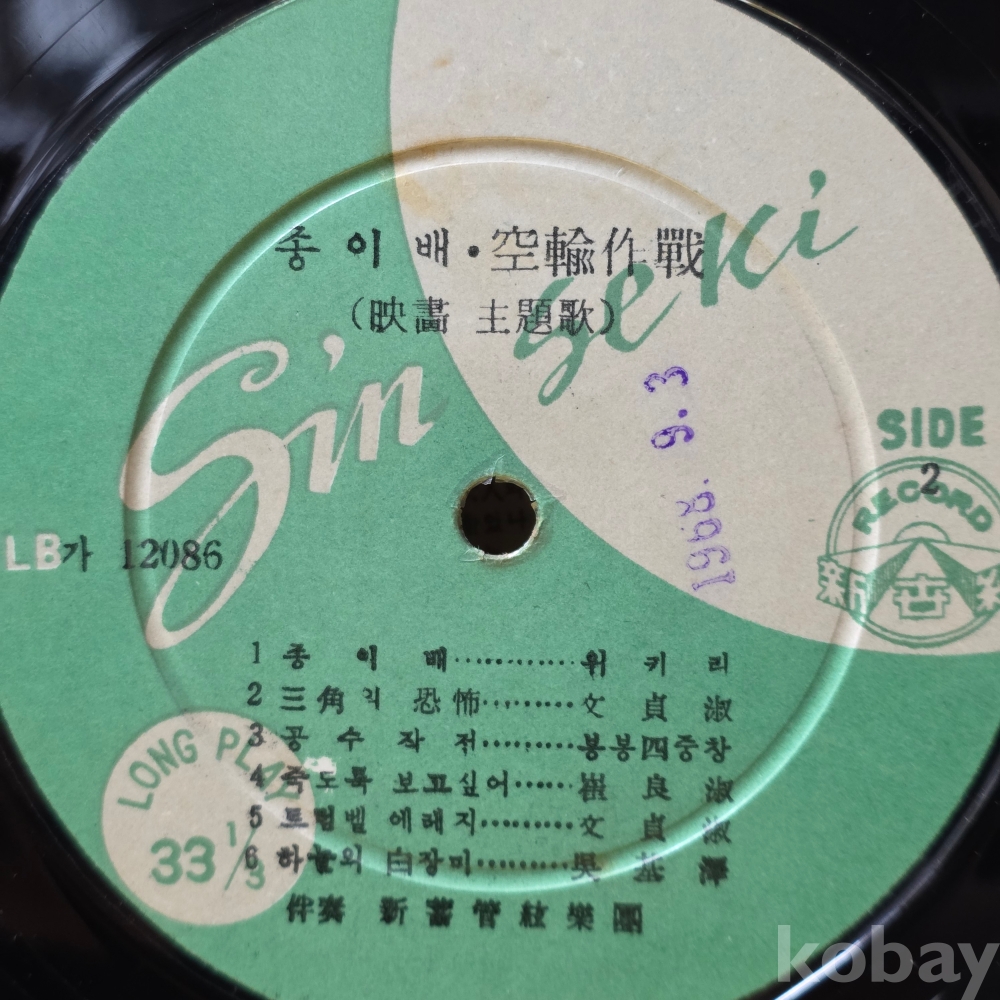 종이배·空輸作戰
(映畵 主題歌)
Sin seki
1968. 9. 3
SIDE
2
RECORD
新世紀
LB가 12086
1 종이배············위키리
2 三角의 恐怖·········文貞淑
3 공수작전··········봉봉四중창
4 죽도록 보고싶어······崔良淑
5 트럼벨 에레지·········文貞淑
6 하늘의 白장미·········吳基澤
伴奏 新蓄管絃樂團
LONG PLAY
33 1/3
kobay